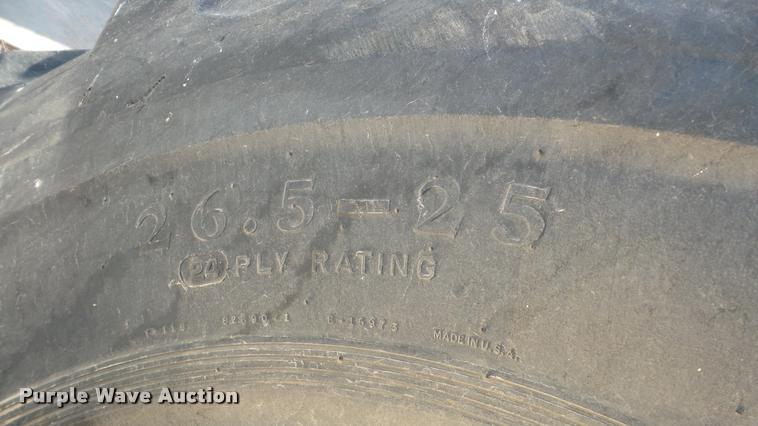 26.5-25
24 PLY RATING
MADE IN U.S.A.
Purple Wave Auction